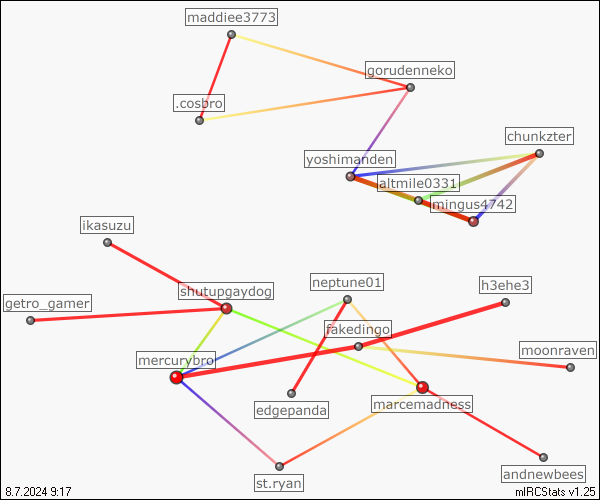 maddiee3773
gorudenneko
.cosbro
chunkzter
yoshimanden
altmile0331
mingus4742
ikasuzu
neptune01
h3ehe3
shutupgaydog
getro_gamer
fakedingo
moonraven
mercurybro
marcemadness
edgepanda
andnewbees
st.ryan
8.7.2024 9:17
mIRCStats v1.25